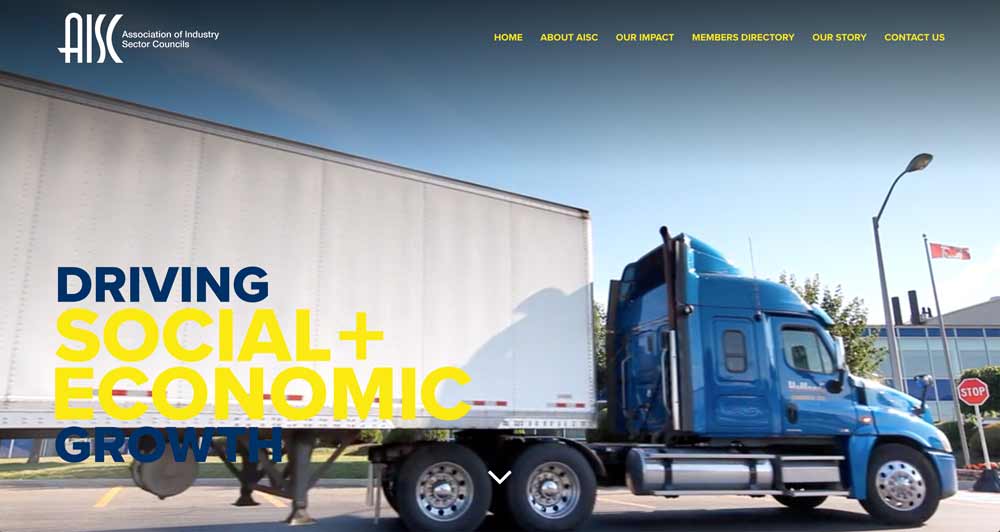 AISC
Association of Industry
Sector Councils
HOME ABOUT AISC OUR IMPACT MEMBERS DIRECTORY OUR STORY CONTACT US
DRIVING
SOCIAL+
ECONOMIC
GROWTH
STOP